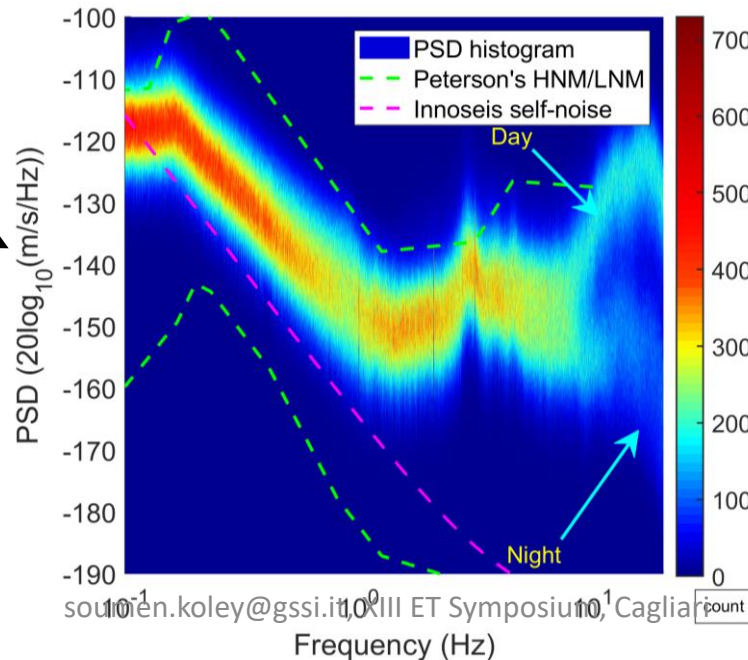 -100
-110
-120
-130
-140
-150
-160
-170
-180
-190
PSD (20log10(m/s/Hz))
PSD histogram
Peterson's HNM/LNM
Innoseis self-noise
Day
Night
700
600
500
400
300
200
100
0
count
10-1
100
101
soumen.koley@gssi.it, XIII ET Symposium, Cagliari
Frequency (Hz)